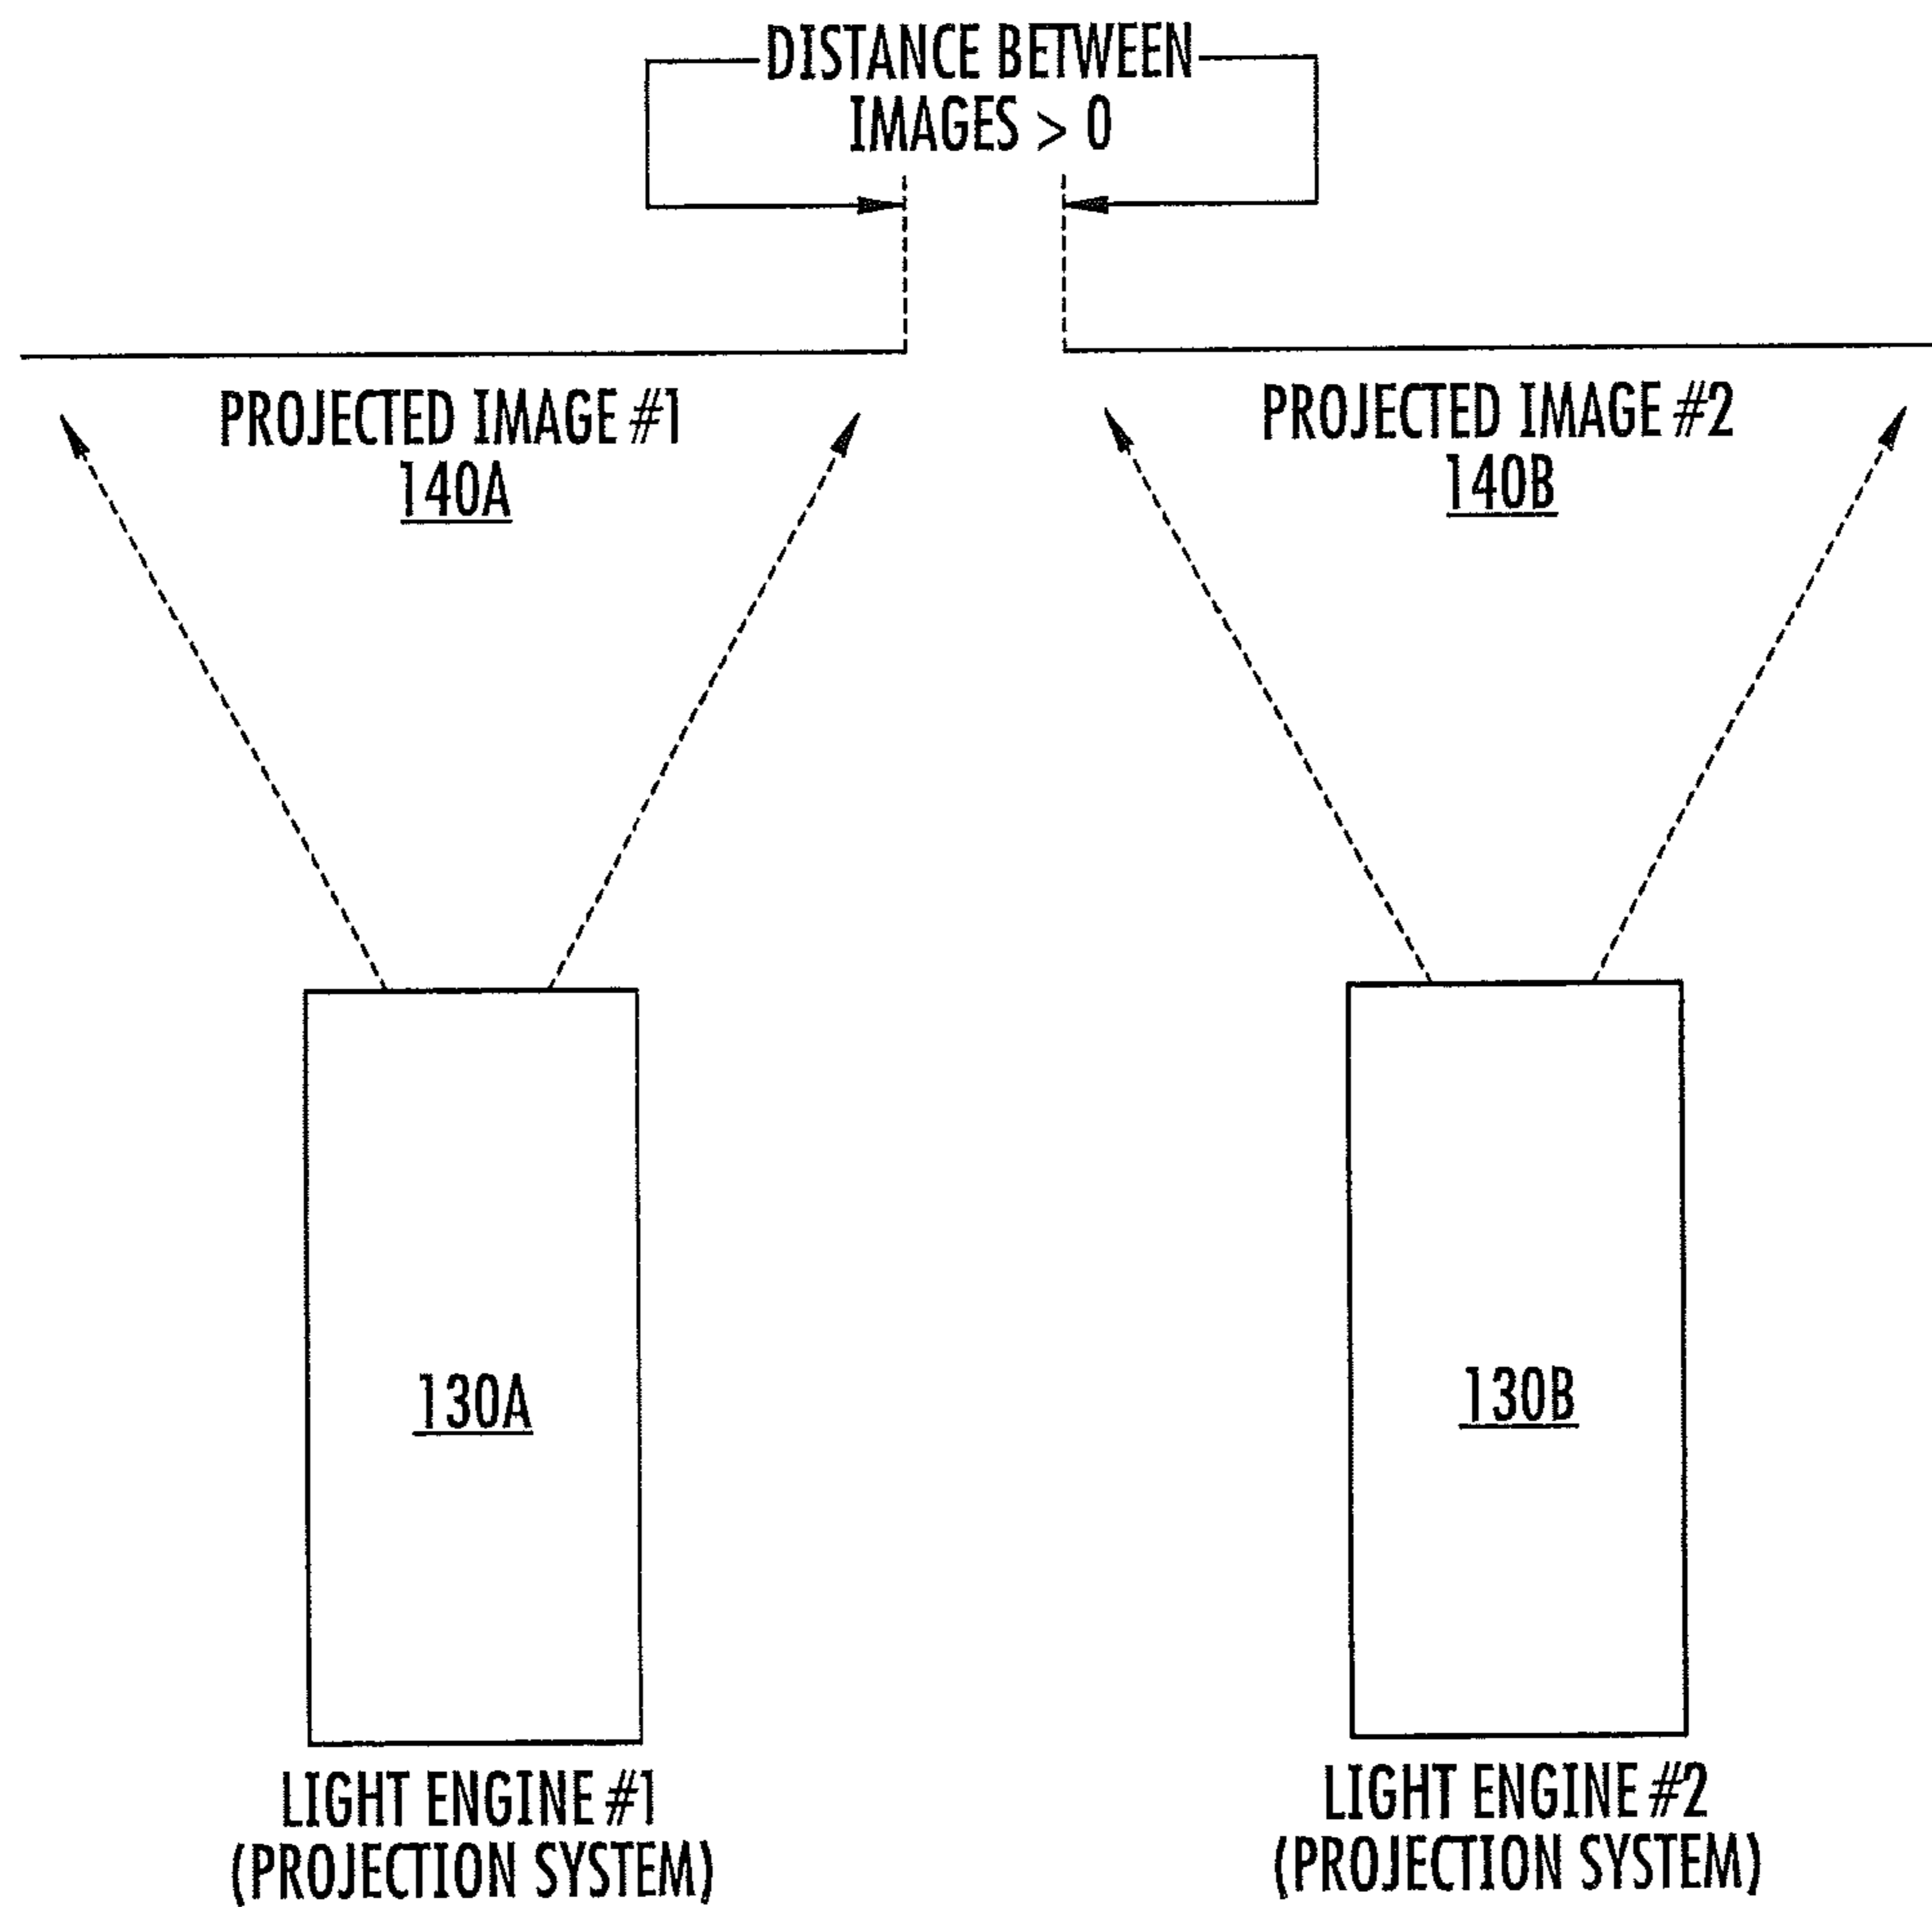 DISTANCE BETWEEN
IMAGES > 0
PROJECTED IMAGE #1
140A
PROJECTED IMAGE #2
140B
130A
130B
LIGHT ENGINE #1
(PROJECTION SYSTEM)
LIGHT ENGINE #2
(PROJECTION SYSTEM)